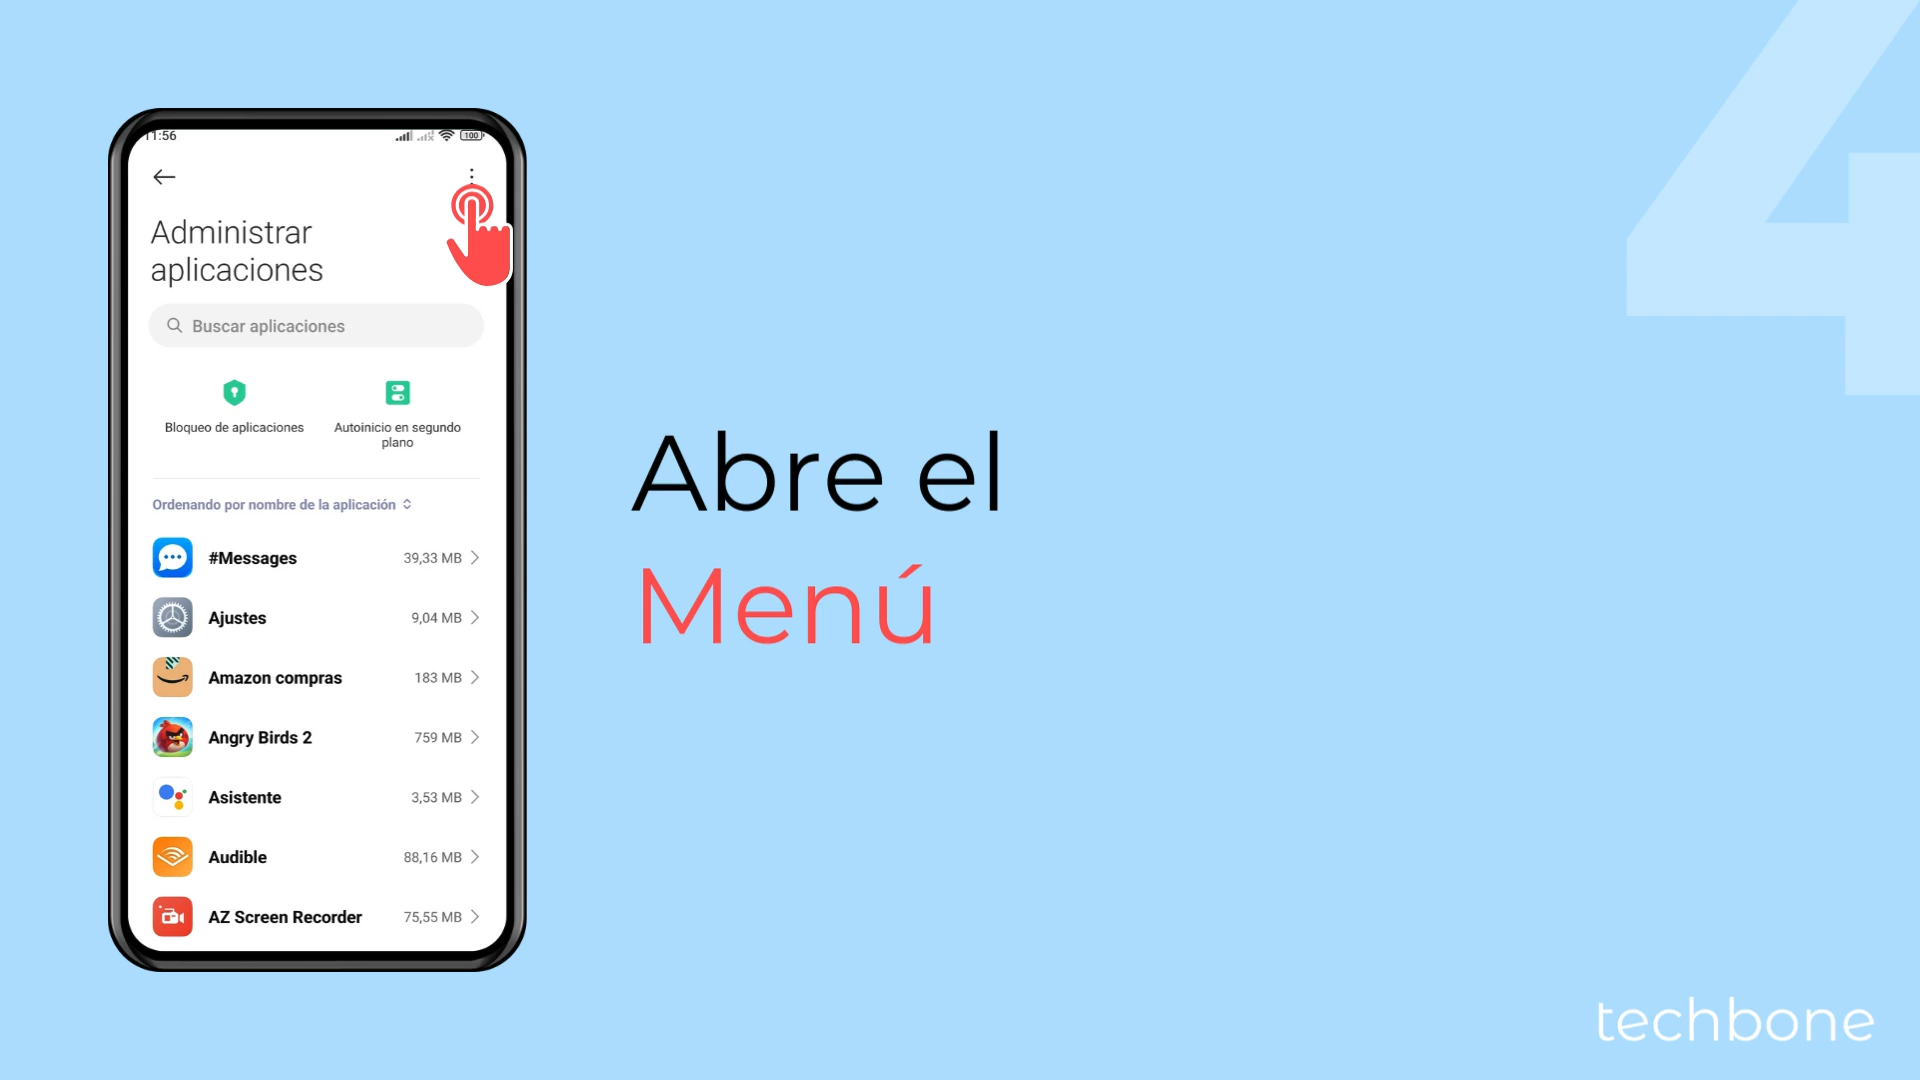 4
11:56
100
Administrar
aplicaciones
Buscar aplicaciones
Bloqueo de aplicaciones
Autoinicio en segundo
plano
Ordenando por nombre de la aplicación
#Messages 39,33 MB
Ajustes 9,04 MB
Amazon compras 183 MB
Angry Birds 2 759 MB
Asistente 3,53 MB
Audible 88,16 MB
AZ Screen Recorder 75,55 MB
Abre el
Menú
techbone